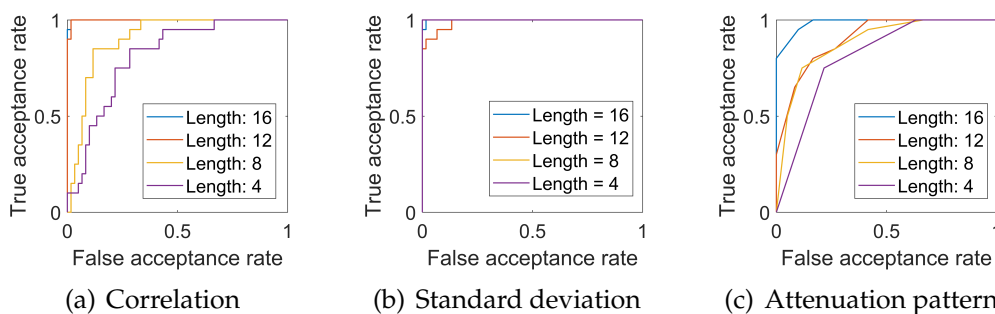 True acceptance rate
1
0.5
0
0
0.5
1
Length: 16
Length: 12
Length: 8
Length: 4
False acceptance rate
(a) Correlation
True acceptance rate
1
0.5
0
0
0.5
1
Length = 16
Length = 12
Length = 8
Length = 4
False acceptance rate
(b) Standard deviation
True acceptance rate
1
0.5
0
0
0.5
1
Length: 16
Length: 12
Length: 8
Length: 4
False acceptance rate
(c) Attenuation pattern